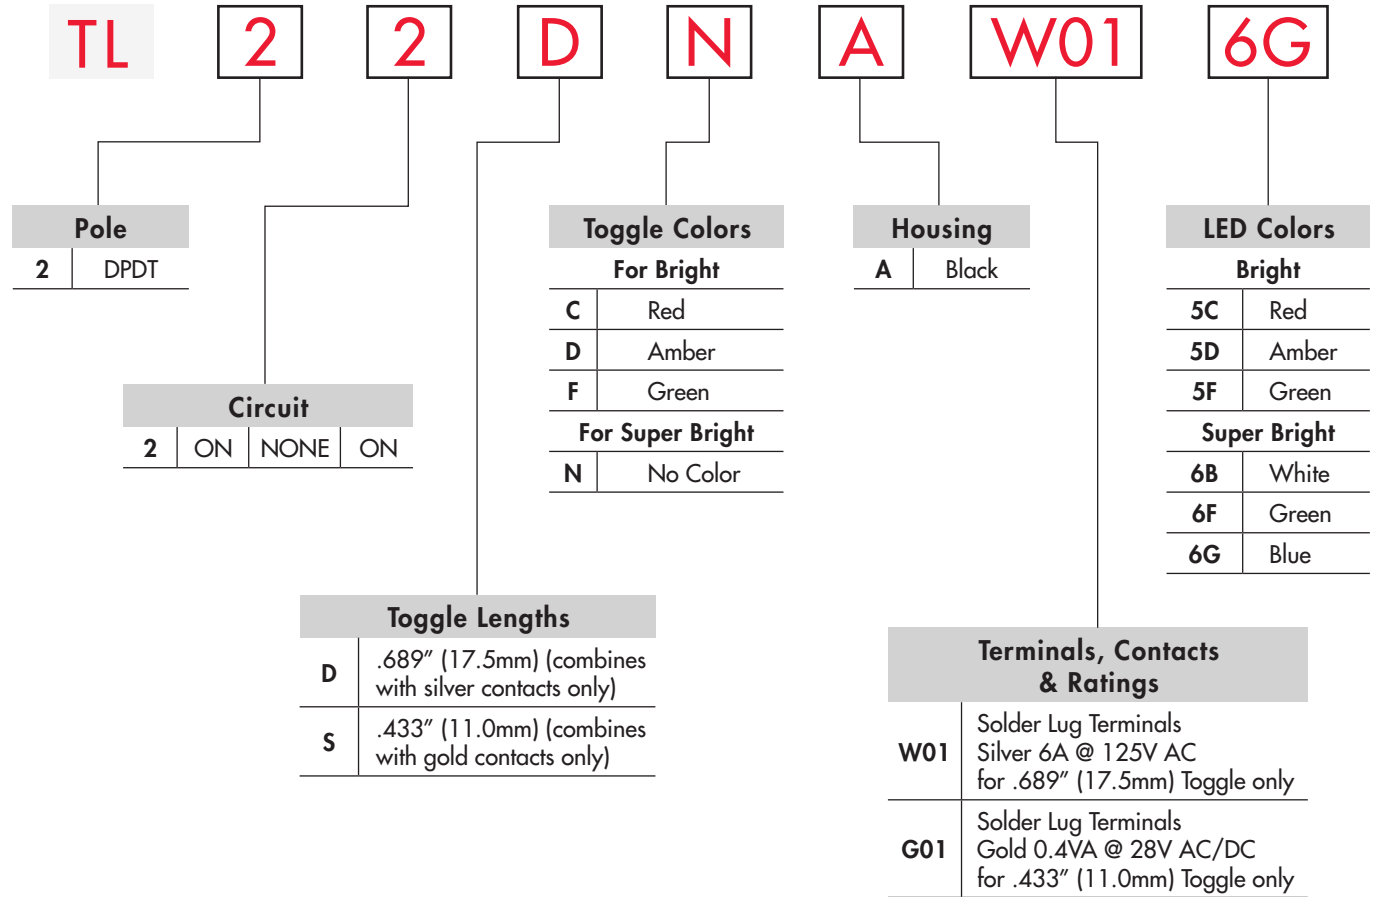 TL 2 2 D N A W01 6G
Pole
2 DPDT
Circuit
2 ON NONE ON
Toggle Lengths
D .689” (17.5mm) (combines
with silver contacts only)
S .433” (11.0mm) (combines
with gold contacts only)
Toggle Colors
For Bright
C Red
D Amber
F Green
For Super Bright
N No Color
Housing
A Black
Terminals, Contacts
& Ratings
W01 Solder Lug Terminals
Silver 6A @ 125V AC
for .689” (17.5mm) Toggle only
G01 Solder Lug Terminals
Gold 0.4VA @ 28V AC/DC
for .433” (11.0mm) Toggle only
LED Colors
Bright
5C Red
5D Amber
5F Green
Super Bright
6B White
6F Green
6G Blue